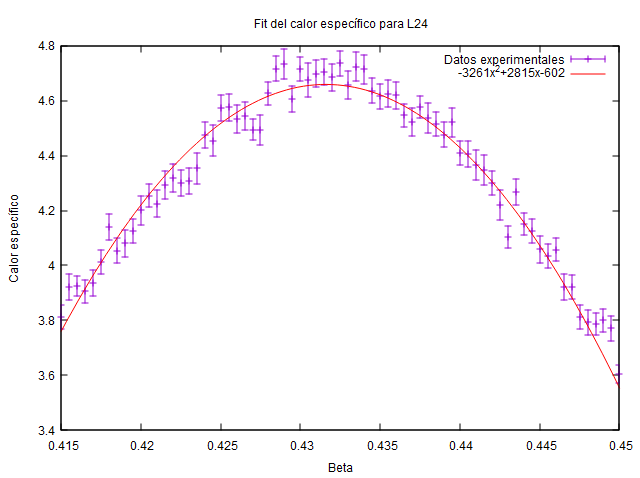 Fit del calor específico para L24
Datos experimentales
-3261x²+2815x-602
4.8
4.6
4.4
4.2
4
3.8
3.6
3.4
Calor específico
0.415 0.42 0.425 0.43 0.435 0.44 0.445 0.45
Beta